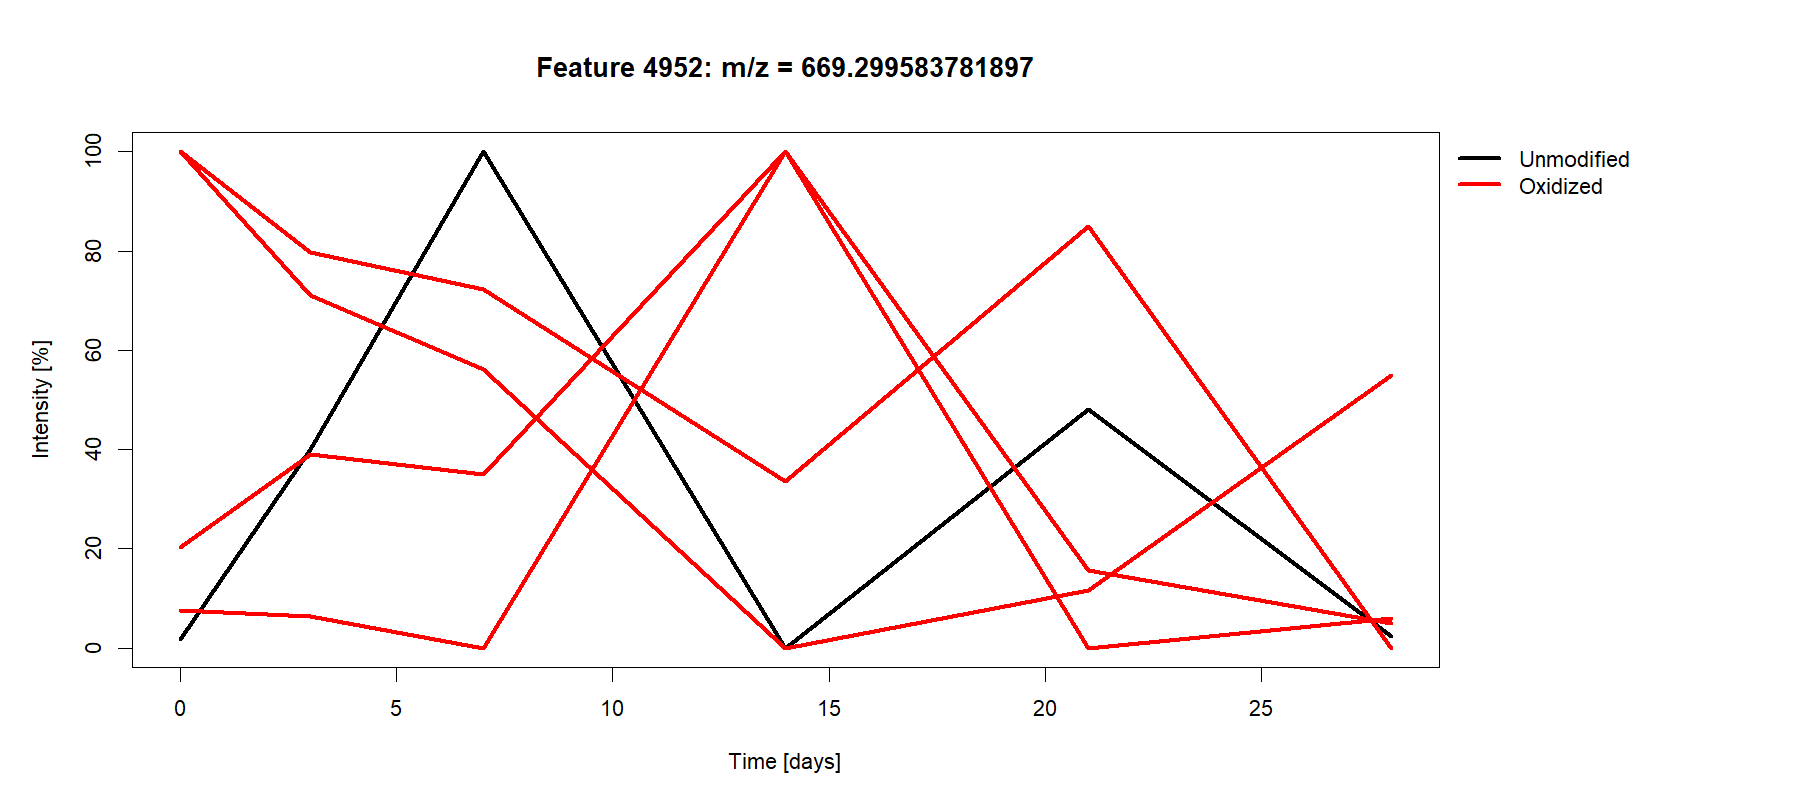 Feature 4952: m/z = 669.299583781897
Unmodified
Oxidized
Intensity [%]
100
80
60
40
20
0
0 5 10 15 20 25
Time [days]